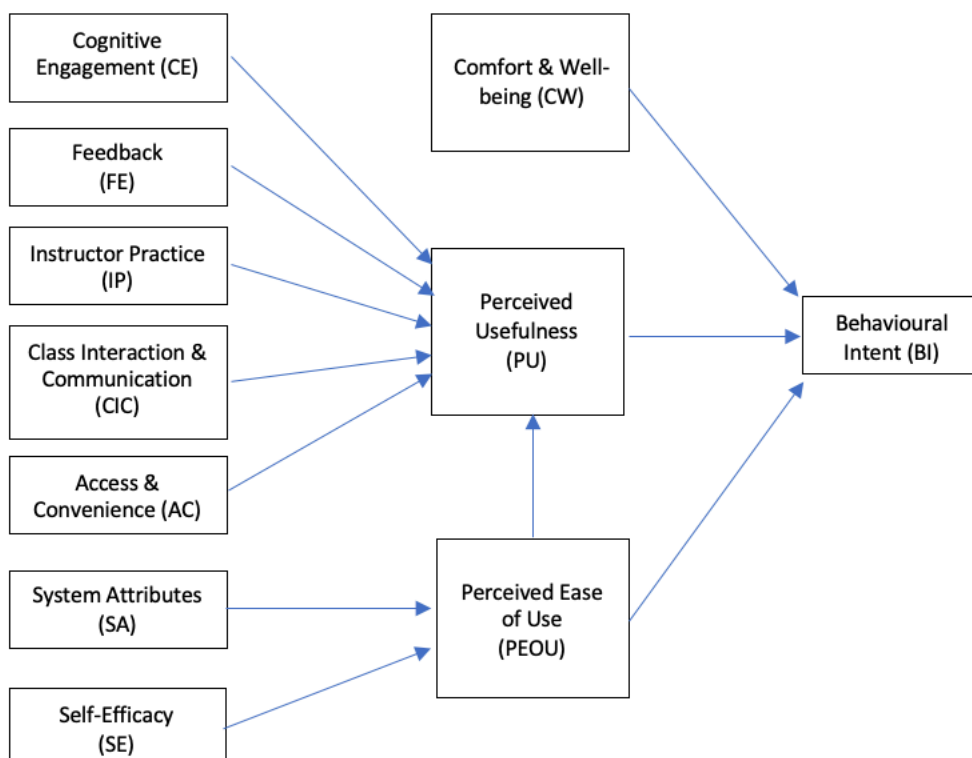 Cognitive
Engagement (CE)
Feedback
(FE)
Instructor Practice
(IP)
Class Interaction &
Communication
(CIC)
Access &
Convenience (AC)
System Attributes
(SA)
Self-Efficacy
(SE)
Comfort & Well-
being (CW)
Perceived
Usefulness
(PU)
Perceived Ease
of Use
(PEOU)
Behavioural
Intent (BI)